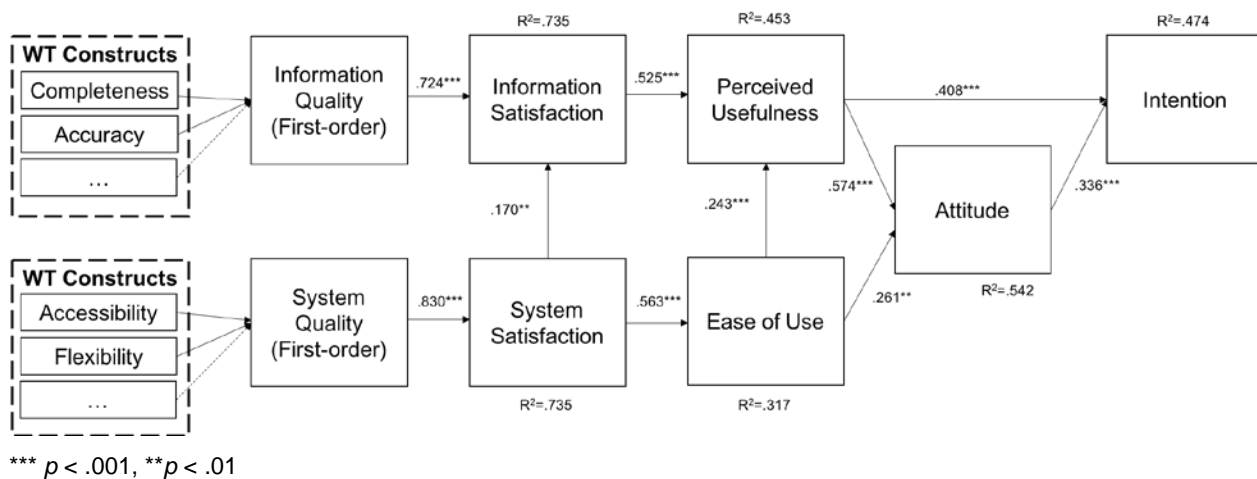 R²=.735
R²=.453
R²=.474
WT Constructs
Completeness
Accuracy
...
Information
Quality
(First-order)
.724***
Information
Satisfaction
.525***
Perceived
Usefulness
.408***
Intention
.574***
Attitude
.336***
R²=.542
.170**
.243***
WT Constructs
Accessibility
Flexibility
...
System
Quality
(First-order)
.830***
System
Satisfaction
.563***
Ease of Use
.261**
R²=.735
R²=.317
*** p < .001, **p < .01